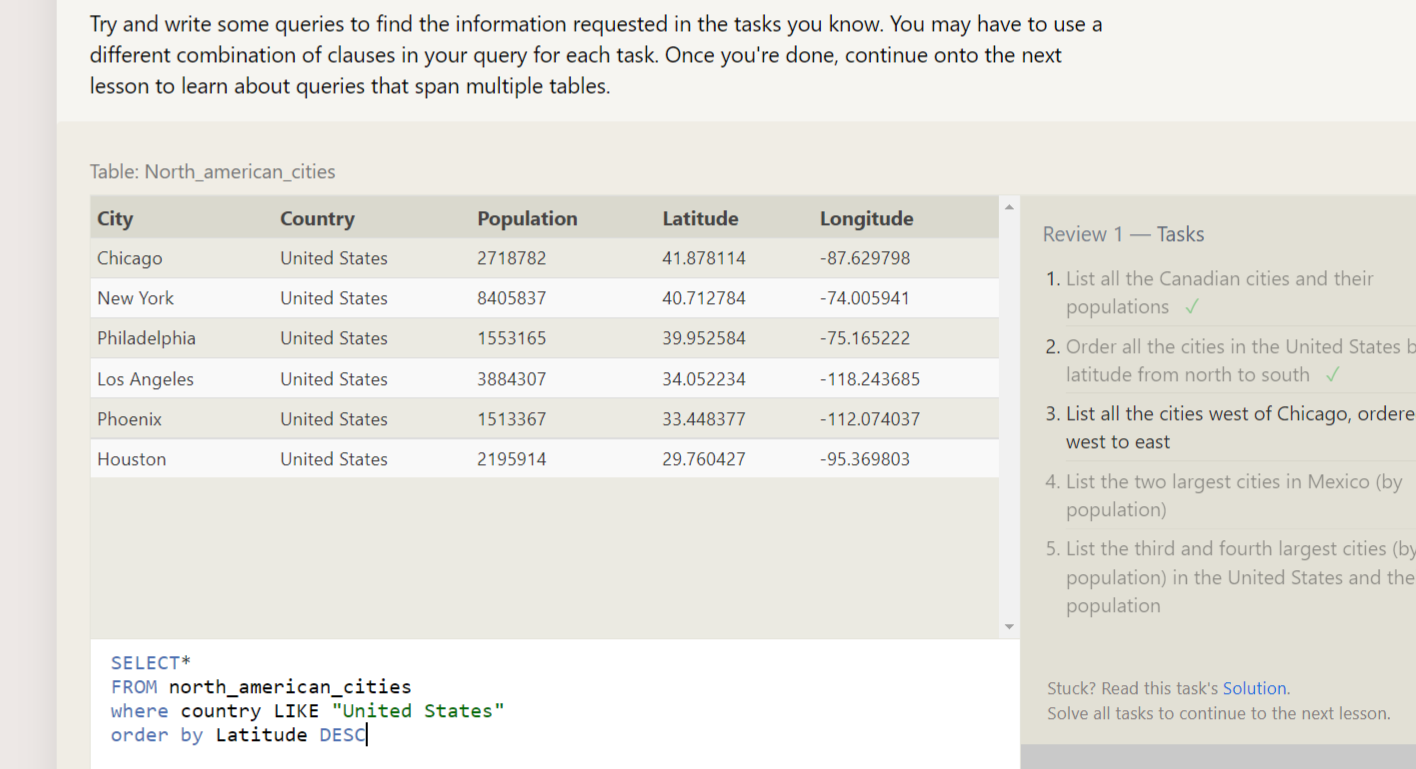 Try and write some queries to find the information requested in the tasks you know. You may have to use a
different combination of clauses in your query for each task. Once you're done, continue onto the next
lesson to learn about queries that span multiple tables.
Table: North_american_cities
City Country Population Latitude Longitude
Chicago United States 2718782 41.878114 -87.629798
New York United States 8405837 40.712784 -74.005941
Philadelphia United States 1553165 39.952584 -75.165222
Los Angeles United States 3884307 34.052234 -118.243685
Phoenix United States 1513367 33.448377 -112.074037
Houston United States 2195914 29.760427 -95.369803
SELECT*
FROM north_american_cities
where country LIKE "United States"
order by Latitude DESC
Review 1 — Tasks
1. List all the Canadian cities and their
populations ✓
2. Order all the cities in the United States b
latitude from north to south ✓
3. List all the cities west of Chicago, ordere
west to east
4. List the two largest cities in Mexico (by
population)
5. List the third and fourth largest cities (by
population) in the United States and the
population
Stuck? Read this task's Solution.
Solve all tasks to continue to the next lesson.